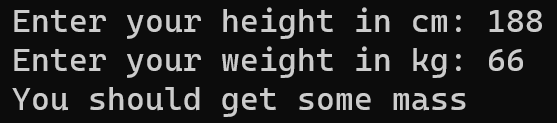 Enter your height in cm: 188
Enter your weight in kg: 66
You should get some mass